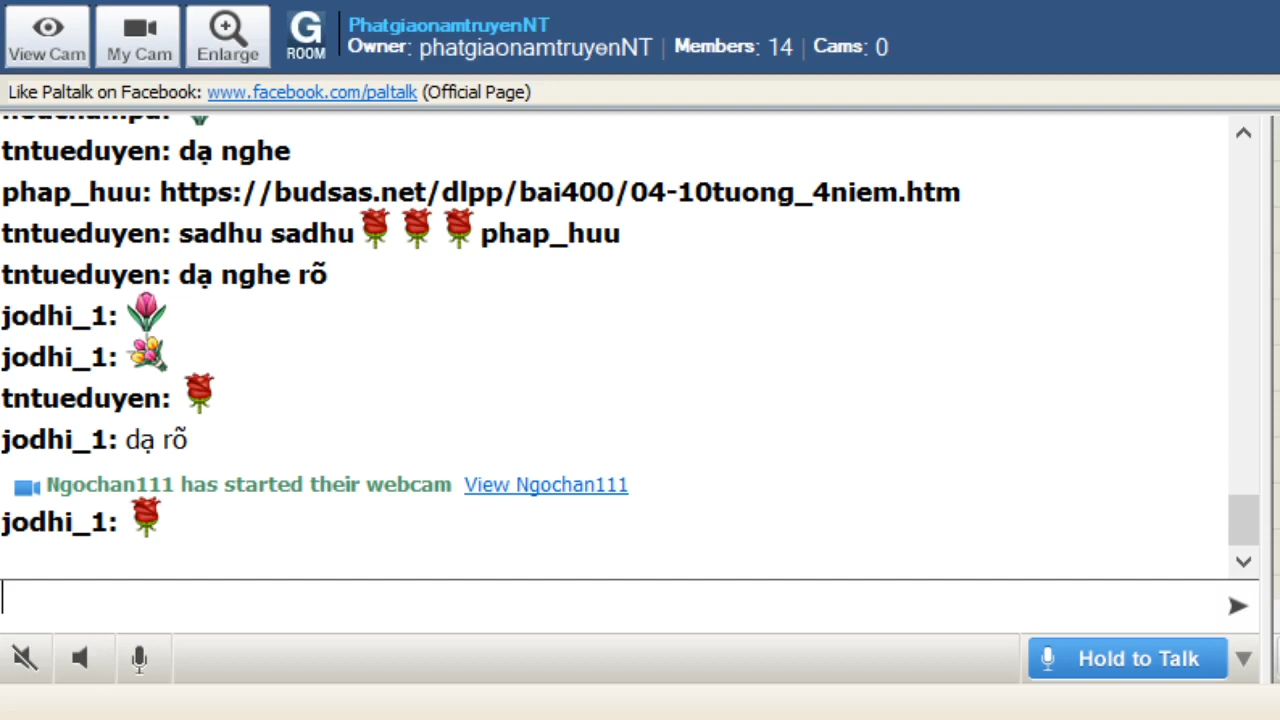 PhatgiaonamtruyenNT
View Cam
My Cam
Enlarge
G ROOM
Owner: phatgiaonamtruyenNT | Members: 14 | Cams: 0
Like Paltalk on Facebook: www.facebook.com/paltalk (Official Page)
tntueduyen: dạ nghe
phap_huu: https://budsas.net/dlpp/bai400/04-10tuong_4niem.htm
tntueduyen: sadhu sadhu phap_huu
tntueduyen: dạ nghe rõ
jodhi_1:
jodhi_1:
tntueduyen:
jodhi_1: dạ rõ
Ngochan111 has started their webcam View Ngochan111
jodhi_1:
Hold to Talk